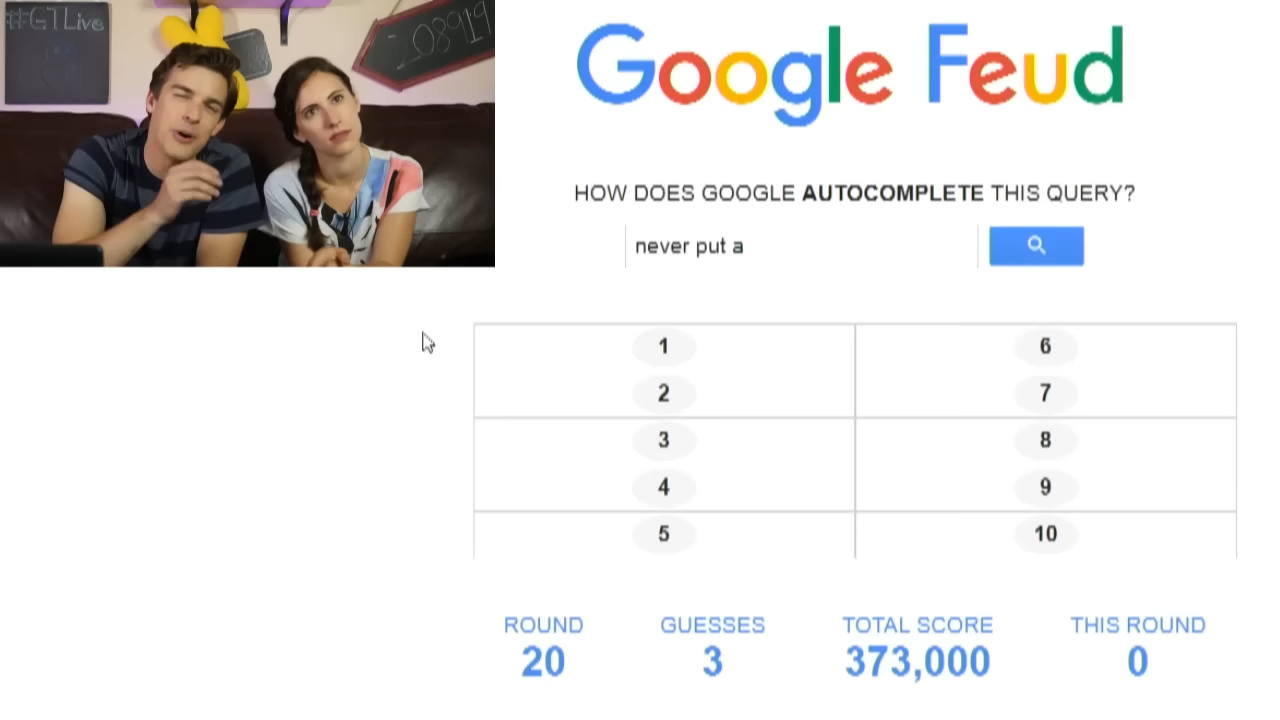 #GTLive
208919
Google Feud
HOW DOES GOOGLE AUTOCOMPLETE THIS QUERY?
never put a
1
6
2
7
3
8
4
9
5
10
ROUND
GUESSES
TOTAL SCORE
THIS ROUND
20
3
373,000
0